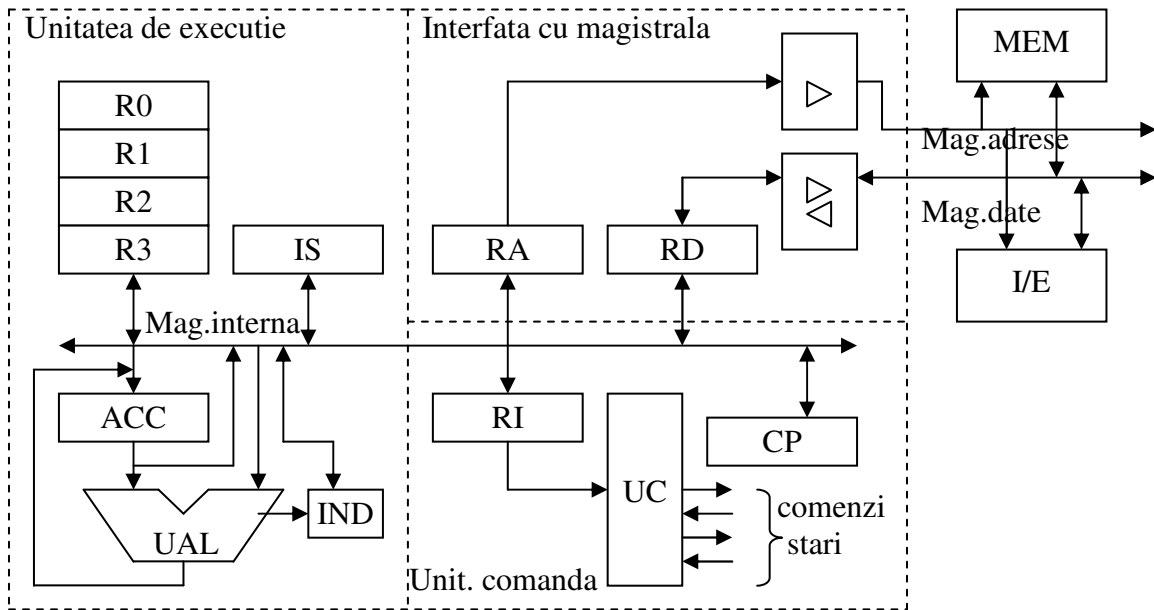 Unitatea de executie
Interfata cu magistrala
MEM
R0
R1
R2
R3
IS
RA
RD
Mag.adrese
Mag.date
I/E
Mag.interna
ACC
RI
CP
UC
IND
UAL
comenzi
stari
Unit. comanda